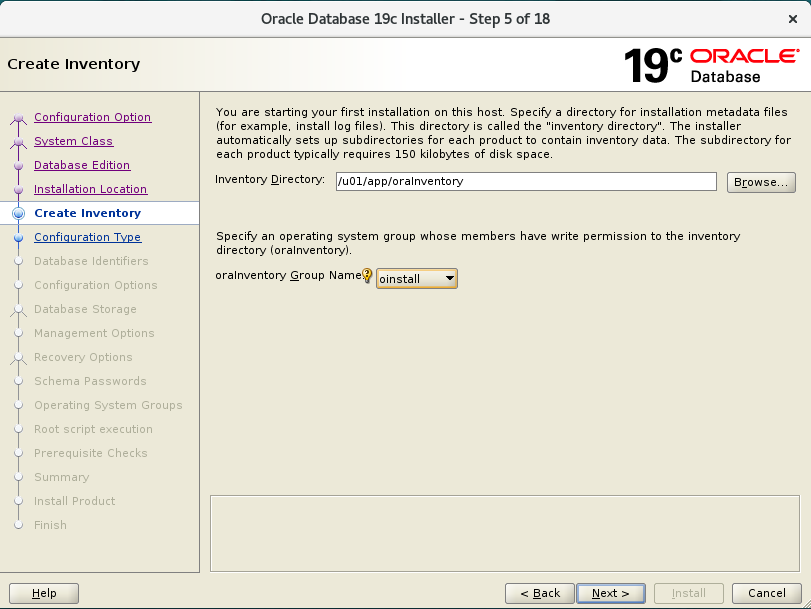 Oracle Database 19c Installer - Step 5 of 18
Create Inventory
19c ORACLE
Database
Configuration Option
System Class
Database Edition
Installation Location
Create Inventory
Configuration Type
Database Identifiers
Configuration Options
Database Storage
Management Options
Recovery Options
Schema Passwords
Operating System Groups
Root script execution
Prerequisite Checks
Summary
Install Product
Finish
You are starting your first installation on this host. Specify a directory for installation metadata files
(for example, install log files). This directory is called the "inventory directory". The installer
automatically sets up subdirectories for each product to contain inventory data. The subdirectory for
each product typically requires 150 kilobytes of disk space.
Inventory Directory: /u01/app/oraInventory Browse...
Specify an operating system group whose members have write permission to the inventory
directory (oraInventory).
oraInventory Group Name: oinstall
Help < Back Next > Install Cancel